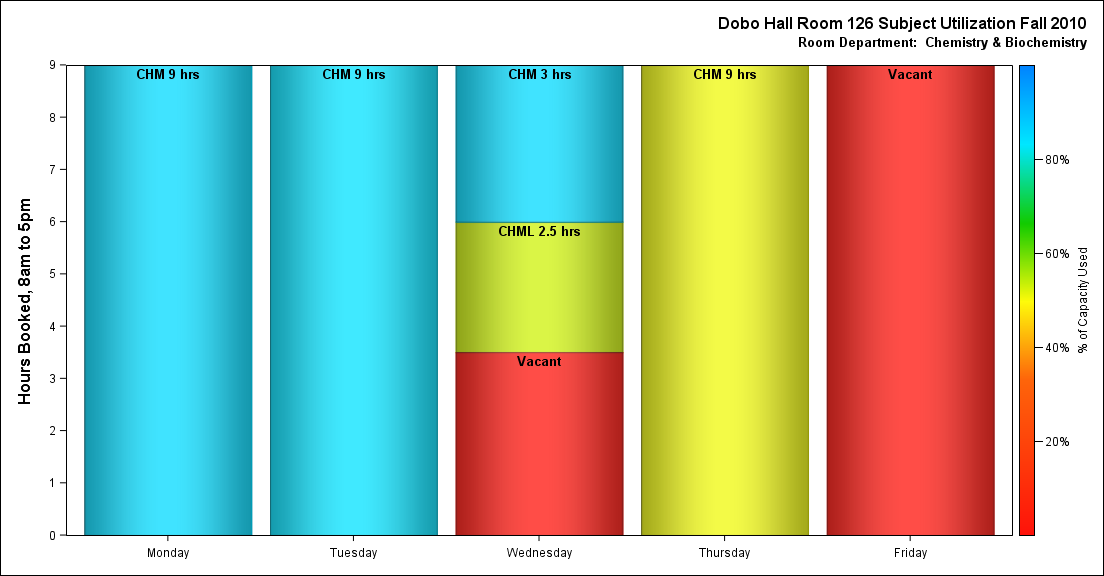 Dobo Hall Room 126 Subject Utilization Fall 2010
Room Department:  Chemistry & Biochemistry
Hours Booked, 8am to 5pm
9
8
7
6
5
4
3
2
1
0
CHM 9 hrs
CHM 9 hrs
CHM 3 hrs
CHML 2.5 hrs
Vacant
CHM 9 hrs
Vacant
Monday
Tuesday
Wednesday
Thursday
Friday
80%
60%
40%
20%
% of Capacity Used